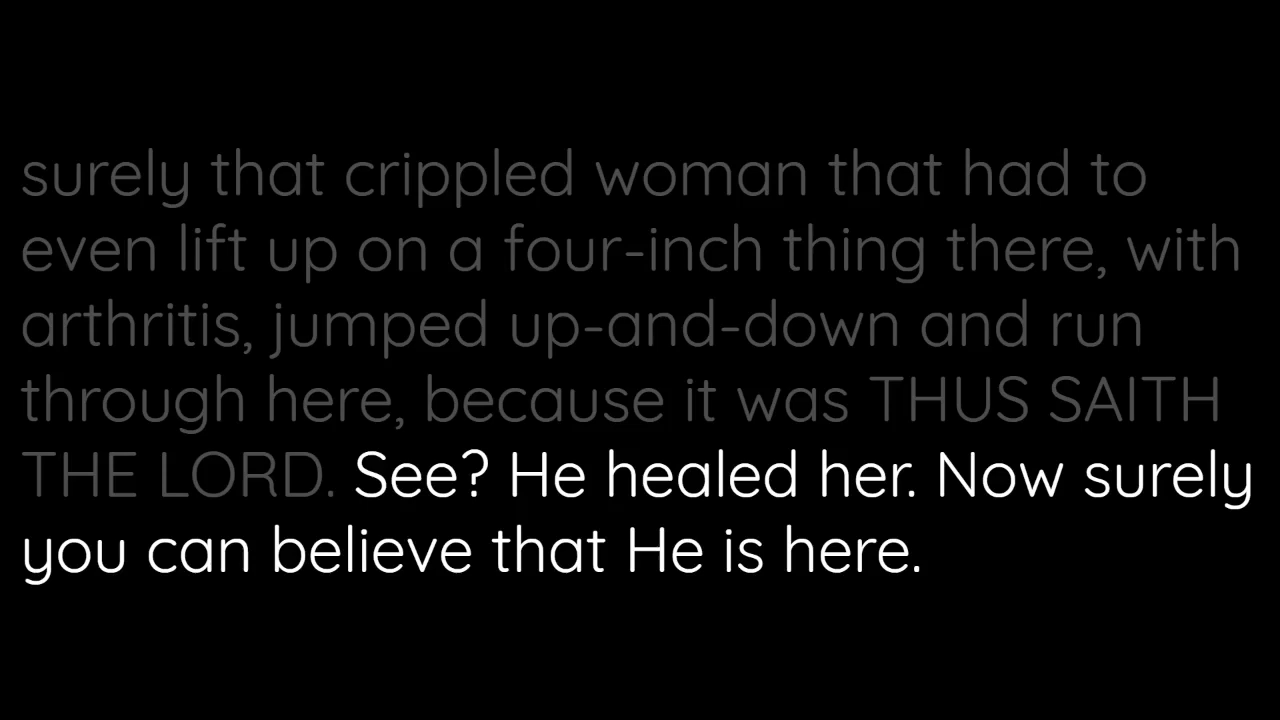 surely that crippled woman that had to
even lift up on a four-inch thing there, with
arthritis, jumped up-and-down and run
through here, because it was THUS SAITH
THE LORD. See? He healed her. Now surely
you can believe that He is here.